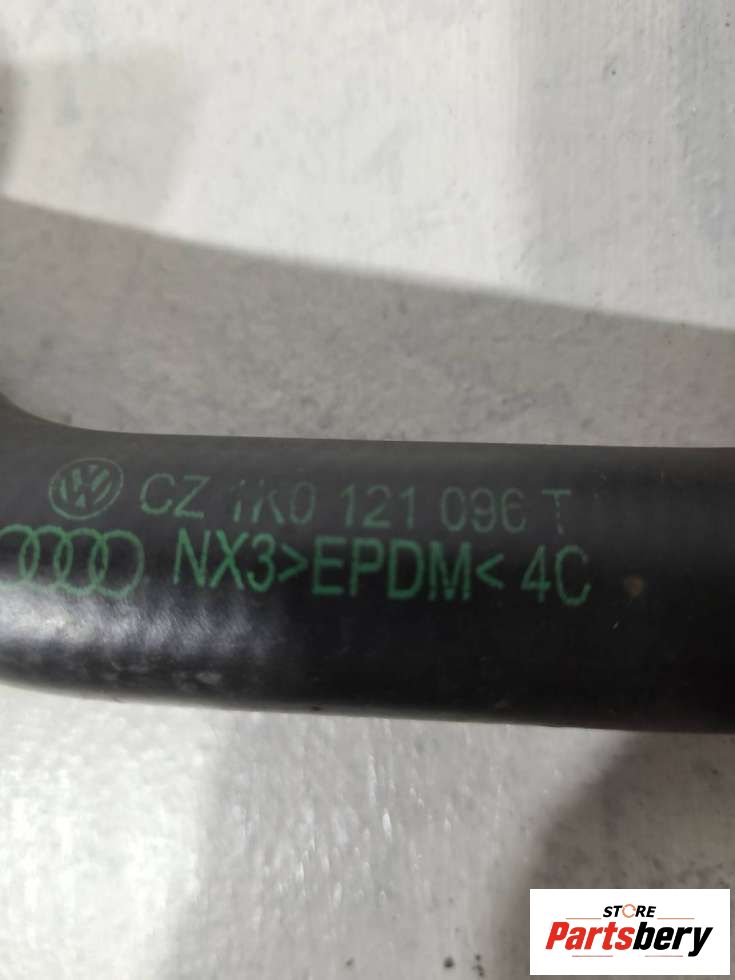 CZ 1K0 121 096 T
NX3>EPDM< 4C
STORE
Partsbery